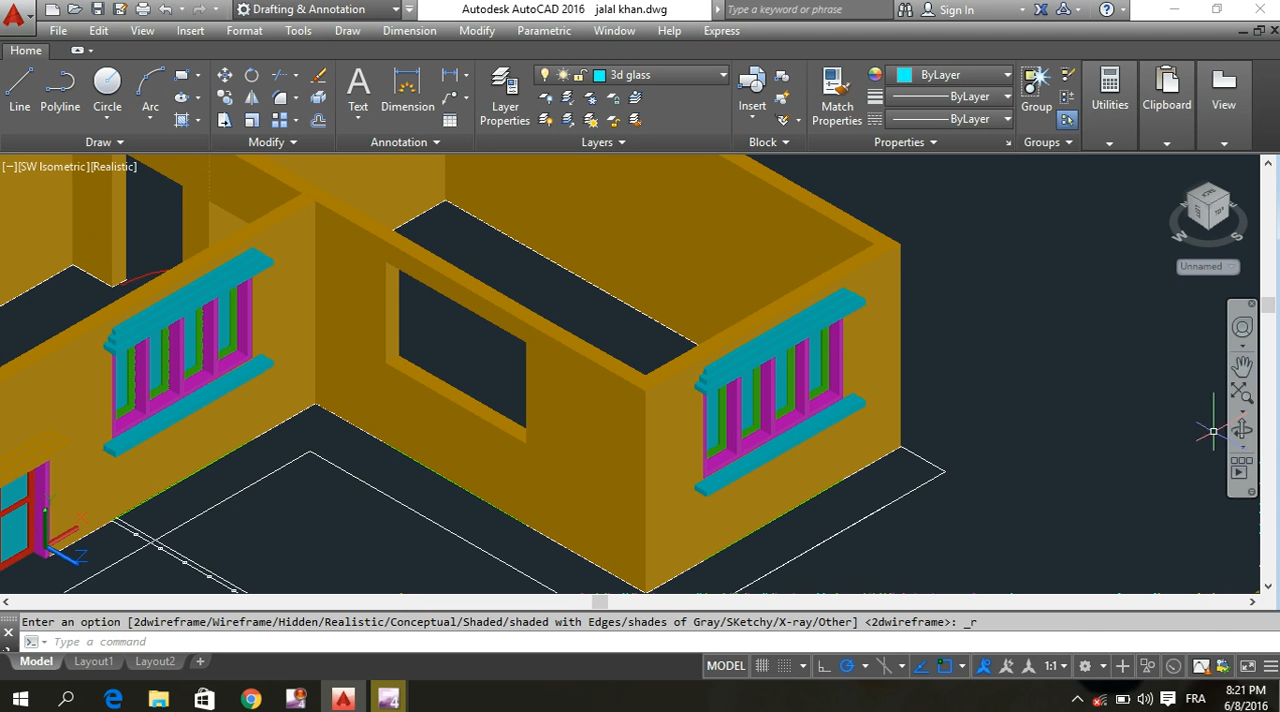 Drafting & Annotation
Autodesk AutoCAD 2016 jalal khan.dwg
Type a keyword or phrase
Sign In
File Edit View Insert Format Tools Draw Dimension Modify Parametric Window Help Express
Home
Line Polyline Circle Arc
Text Dimension
Layer Properties
3d glass
Insert
Match Properties
ByLayer
ByLayer
ByLayer
Group
Utilities
Clipboard
View
Draw Modify Annotation Layers Block Properties Groups
[−][SW Isometric][Realistic]
W S
Unnamed
Z
Enter an option [2dwireframe/Wireframe/Hidden/Realistic/Conceptual/Shaded/shaded with Edges/shades of Gray/SKetchy/X-ray/Other] <2dwireframe>: _r
Type a command
Model Layout1 Layout2 +
MODEL
1:1
FRA
8:21 PM
6/8/2016